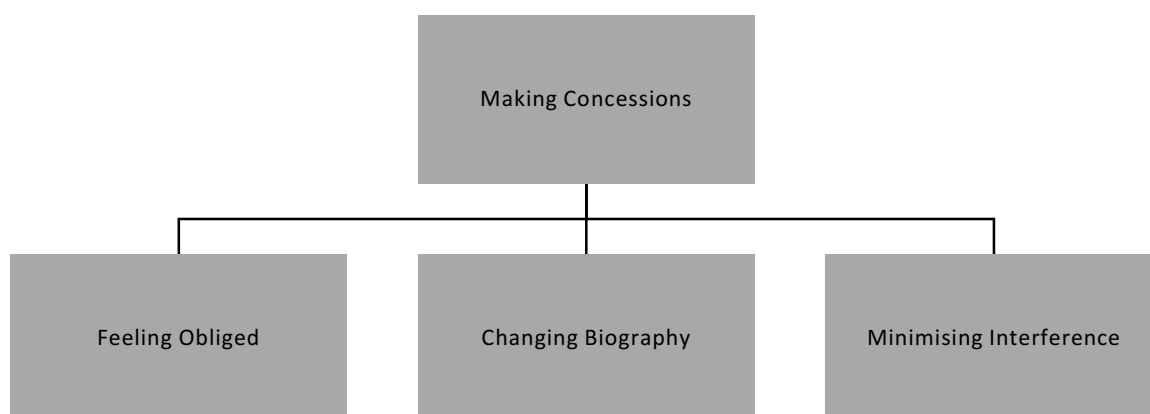 Making Concessions
Feeling Obliged
Changing Biography
Minimising Interference